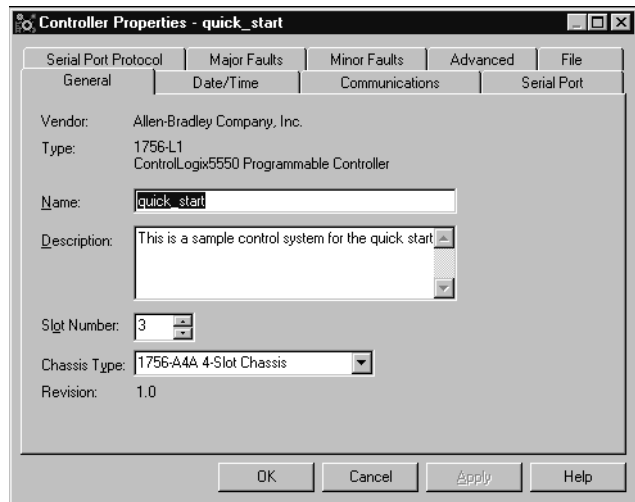 Controller Properties - quick_start
Serial Port Protocol Major Faults Minor Faults Advanced File
General Date/Time Communications Serial Port
Vendor: Allen-Bradley Company, Inc.
Type: 1756-L1
ControlLogix5550 Programmable Controller
Name: quick_start
Description: This is a sample control system for the quick start
Slot Number: 3
Chassis Type: 1756-A4A 4-Slot Chassis
Revision: 1.0
OK Cancel Apply Help